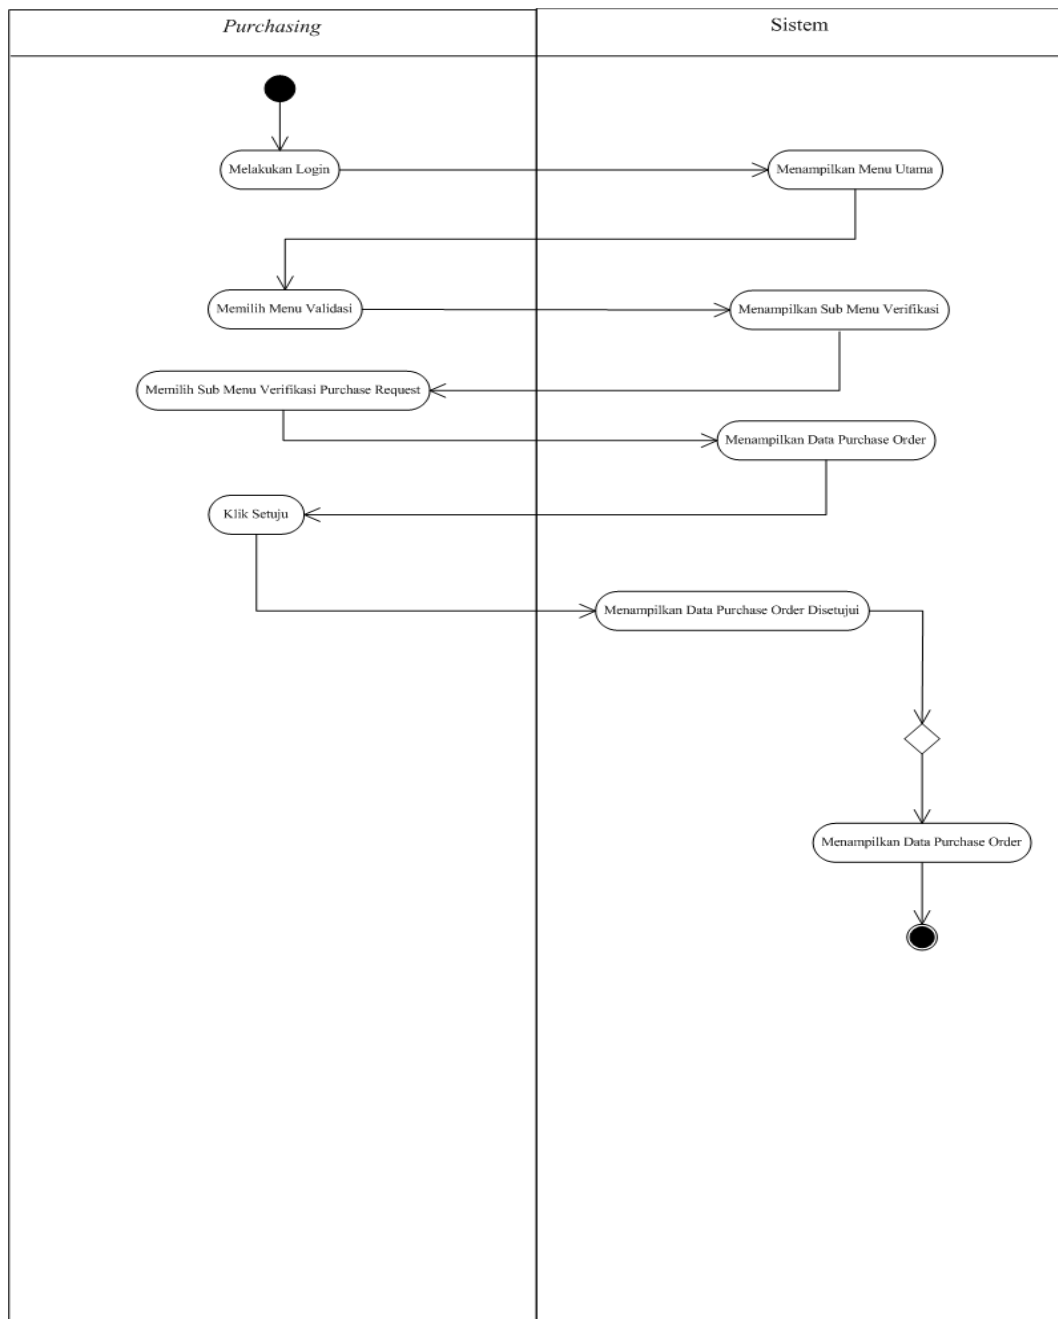 Purchasing
Sistem
Melakukan Login
Menampilkan Menu Utama
Memilih Menu Validasi
Menampilkan Sub Menu Verifikasi
Memilih Sub Menu Verifikasi Purchase Request
Menampilkan Data Purchase Order
Klik Setuju
Menampilkan Data Purchase Order Disetujui
Menampilkan Data Purchase Order